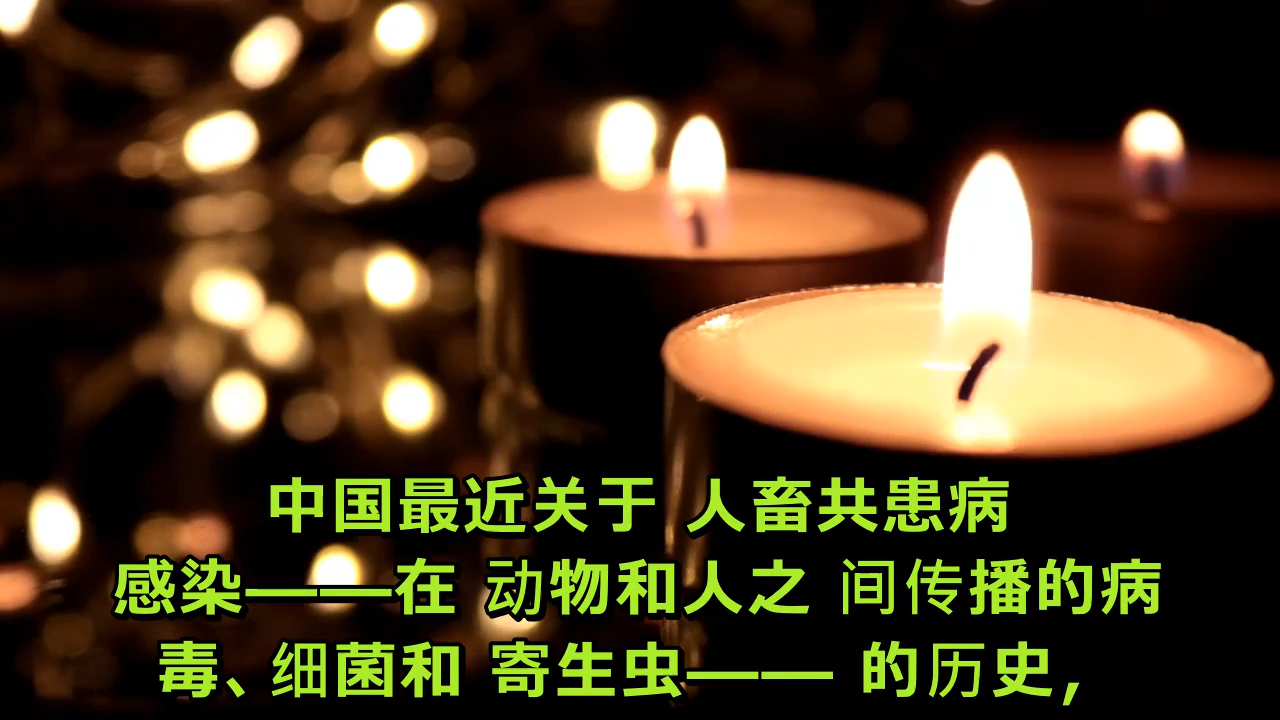 中国最近关于 人畜共患病
感染——在 动物和人之 间传播的病
毒、细菌和 寄生虫—— 的历史，